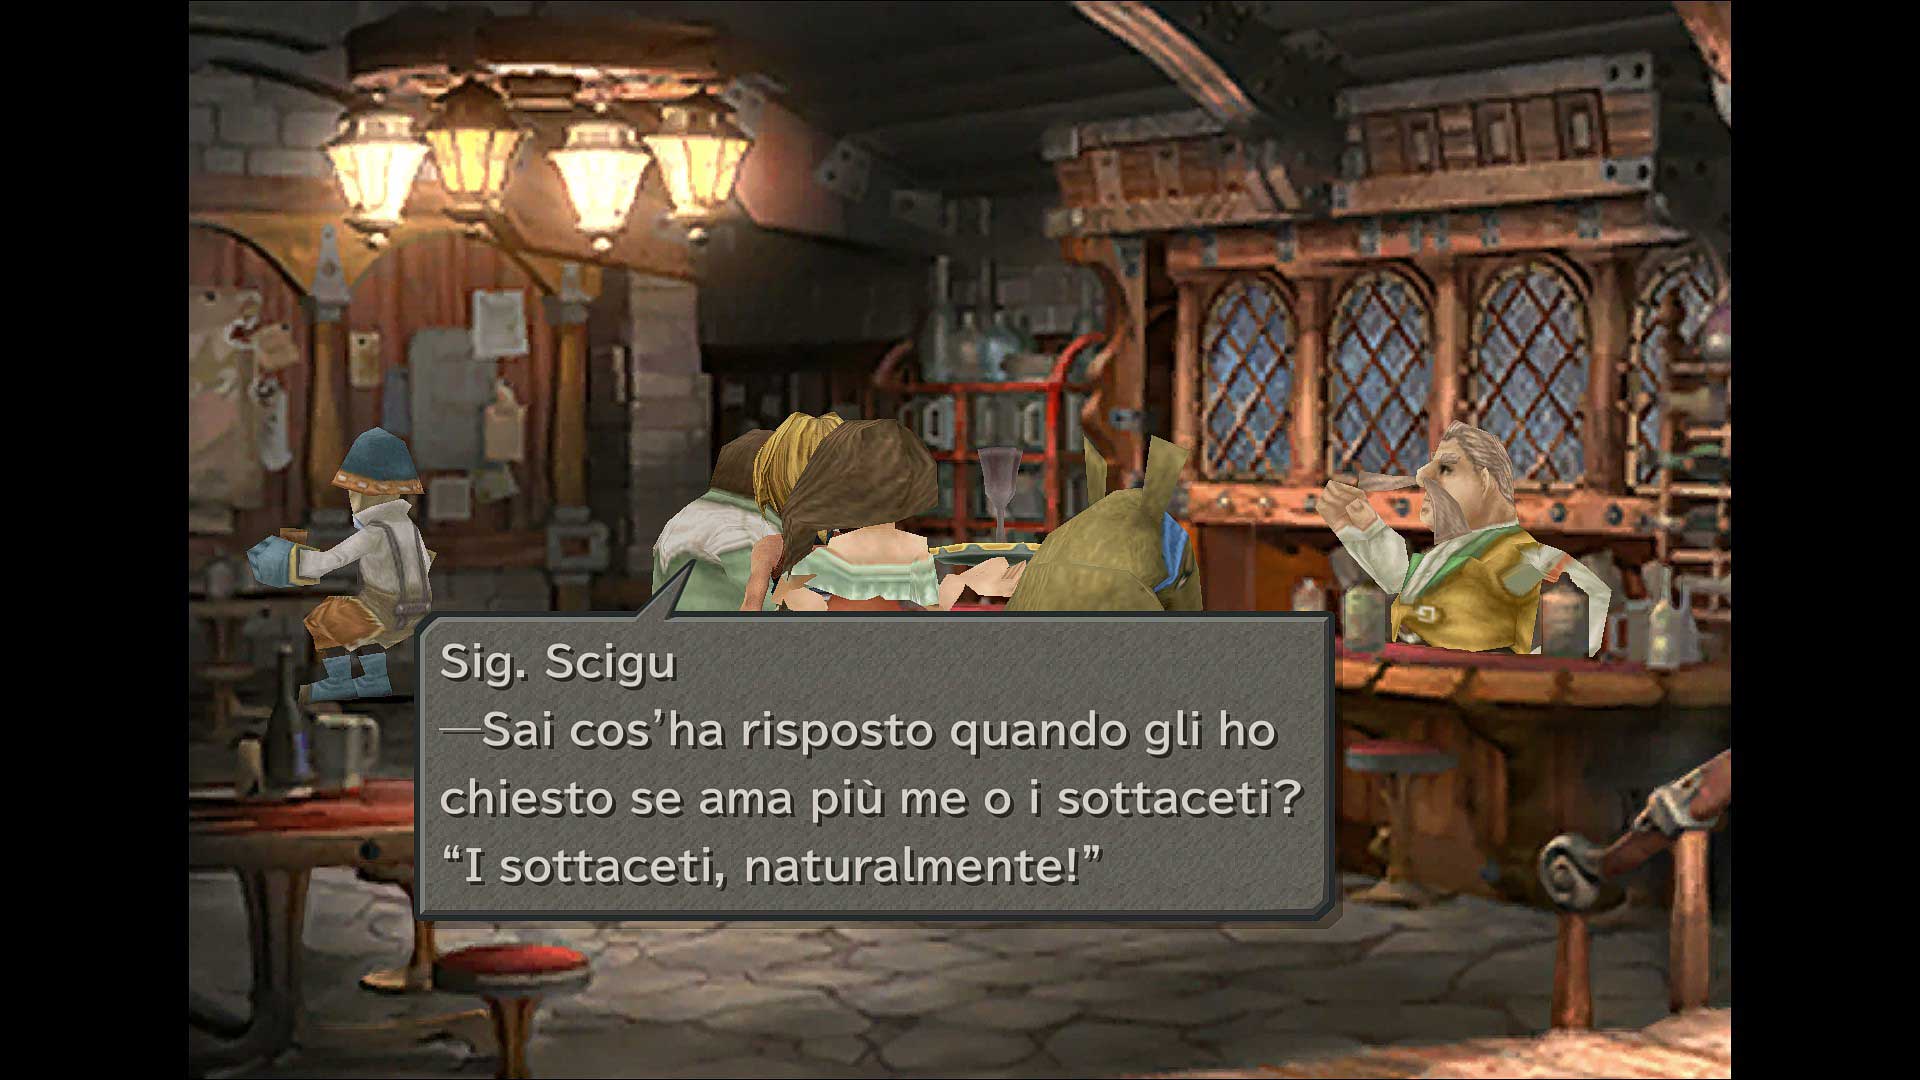 Sig. Scigu
—Sai cos’ha risposto quando gli ho
chiesto se ama più me o i sottaceti?
“I sottaceti, naturalmente!”